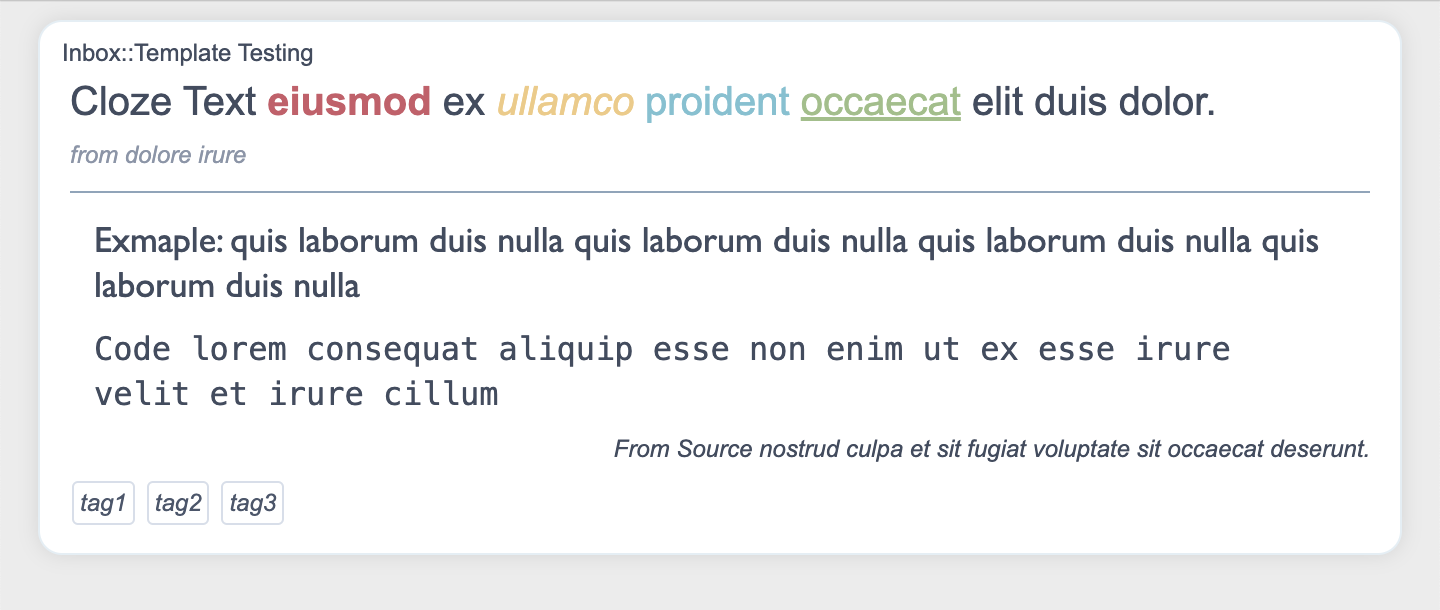 Inbox::Template Testing
Cloze Text eiusmod ex ullamco proident occaecat elit duis dolor.
from dolore irure
Exmaple: quis laborum duis nulla quis laborum duis nulla quis laborum duis nulla quis
laborum duis nulla
Code lorem consequat aliquip esse non enim ut ex esse irure
velit et irure cillum
From Source nostrud culpa et sit fugiat voluptate sit occaecat deserunt.
tag1 tag2 tag3